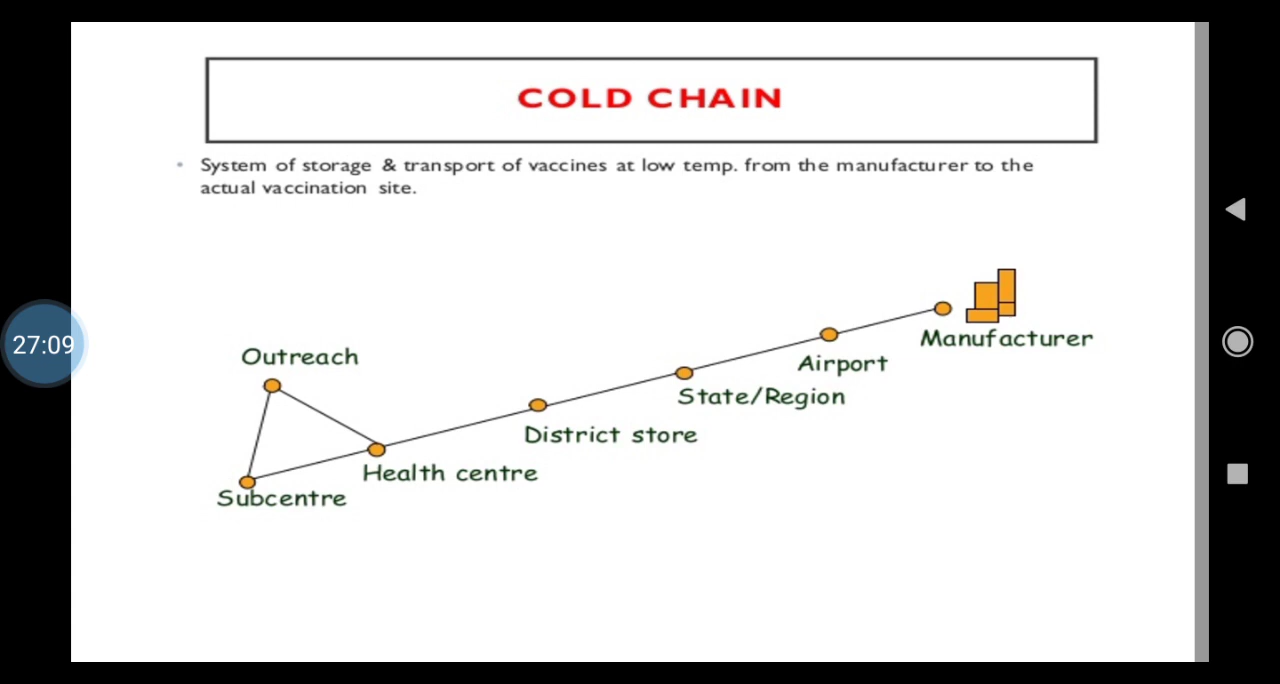 COLD CHAIN
• System of storage & transport of vaccines at low temp. from the manufacturer to the
actual vaccination site.
Manufacturer
27:09
Outreach
Airport
State/Region
District store
Health centre
Subcentre